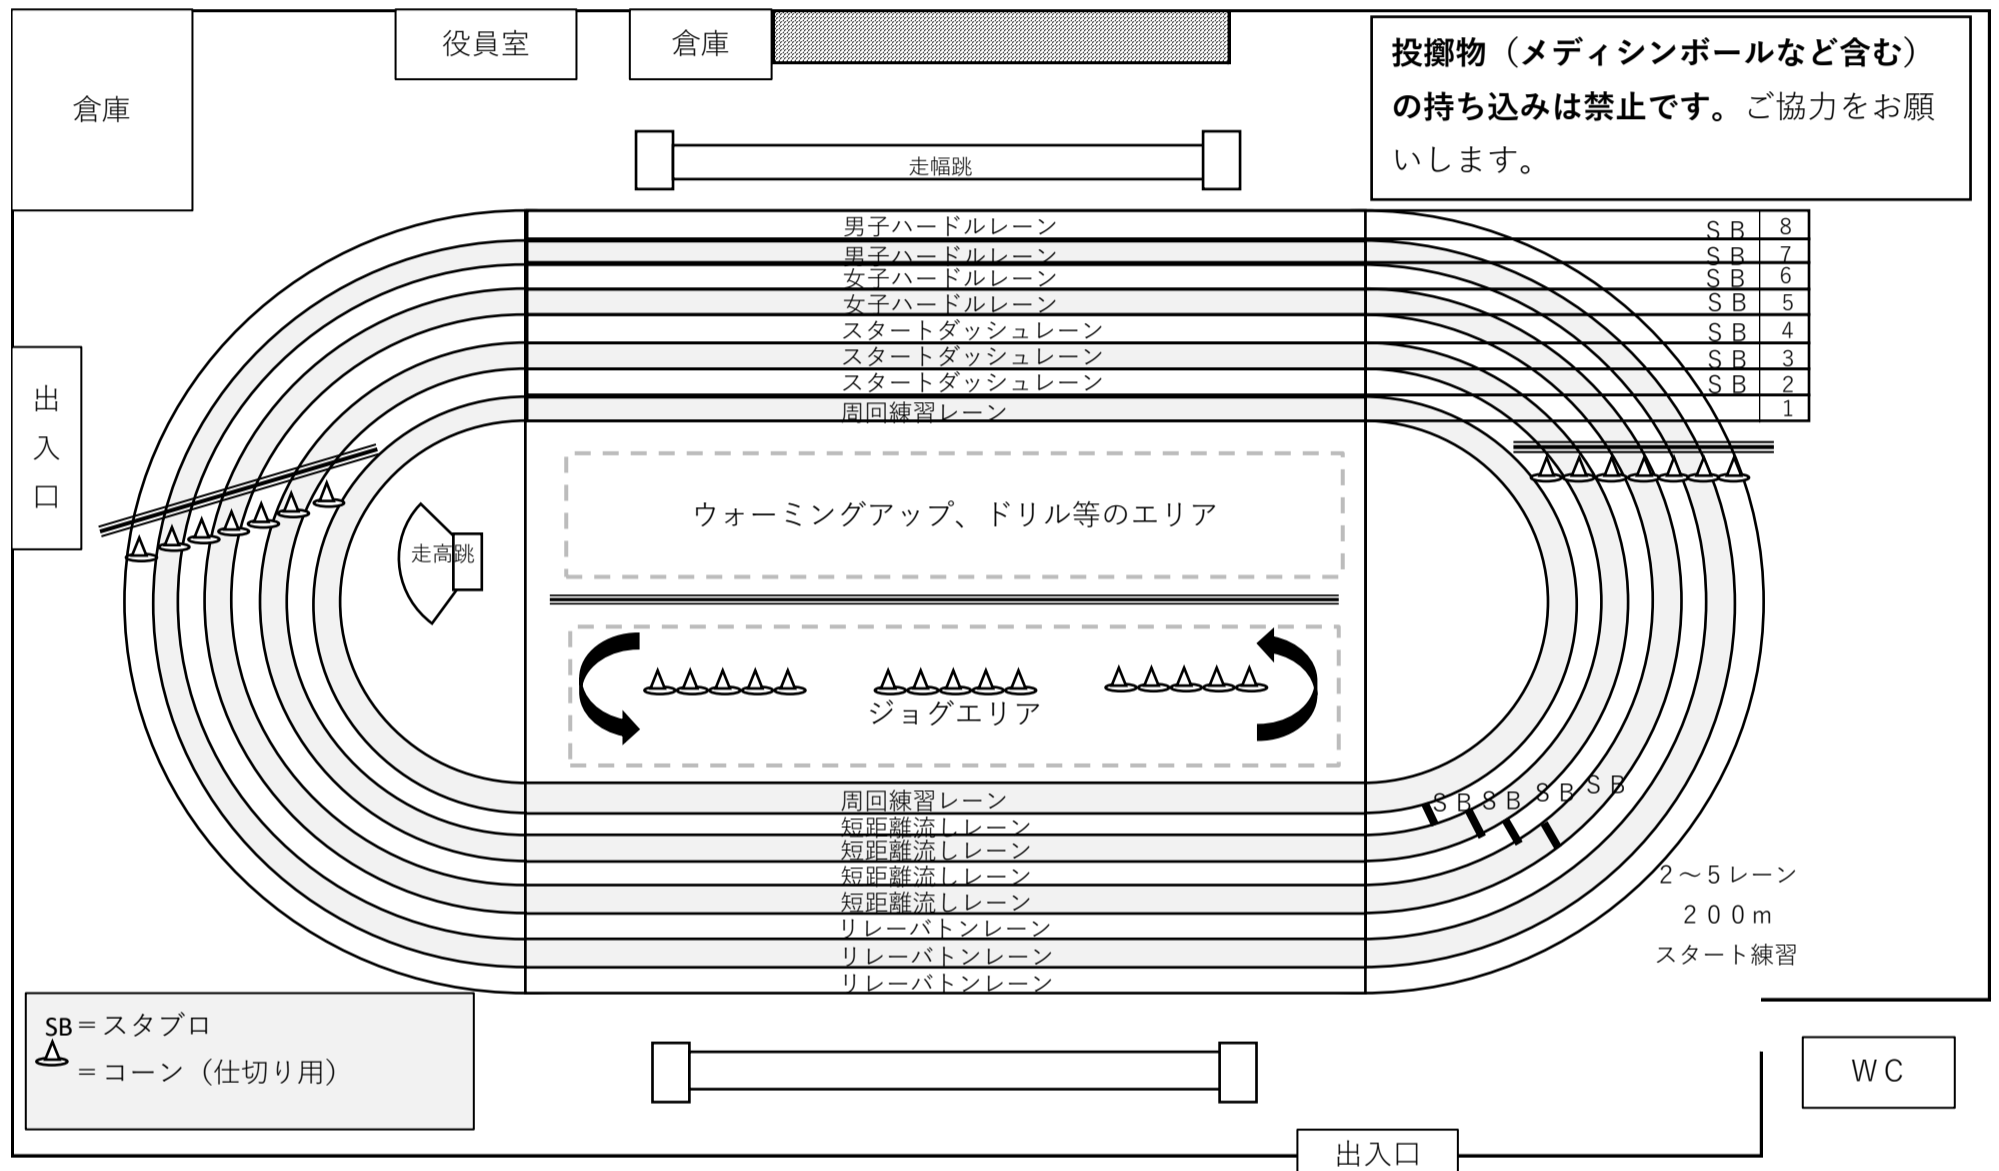 役員室
倉庫
倉庫
投擲物（メディシンボールなど含む）
の持ち込みは禁止です。ご協力をお願
いします。
走幅跳
男子ハードルレーン ＳＢ 8
男子ハードルレーン ＳＢ 7
女子ハードルレーン ＳＢ 6
女子ハードルレーン ＳＢ 5
スタートダッシュレーン ＳＢ 4
スタートダッシュレーン ＳＢ 3
スタートダッシュレーン ＳＢ 2
周回練習レーン 1
出入口
ウォーミングアップ、ドリル等のエリア
走高跳
ジョグエリア
周回練習レーン
短距離流しレーン
短距離流しレーン
短距離流しレーン
短距離流しレーン
リレーバトンレーン
リレーバトンレーン
リレーバトンレーン
ＳＢ ＳＢ ＳＢ ＳＢ
２～５レーン
２００ｍ
スタート練習
SB＝スタブロ
＝コーン（仕切り用）
ＷＣ
出入口